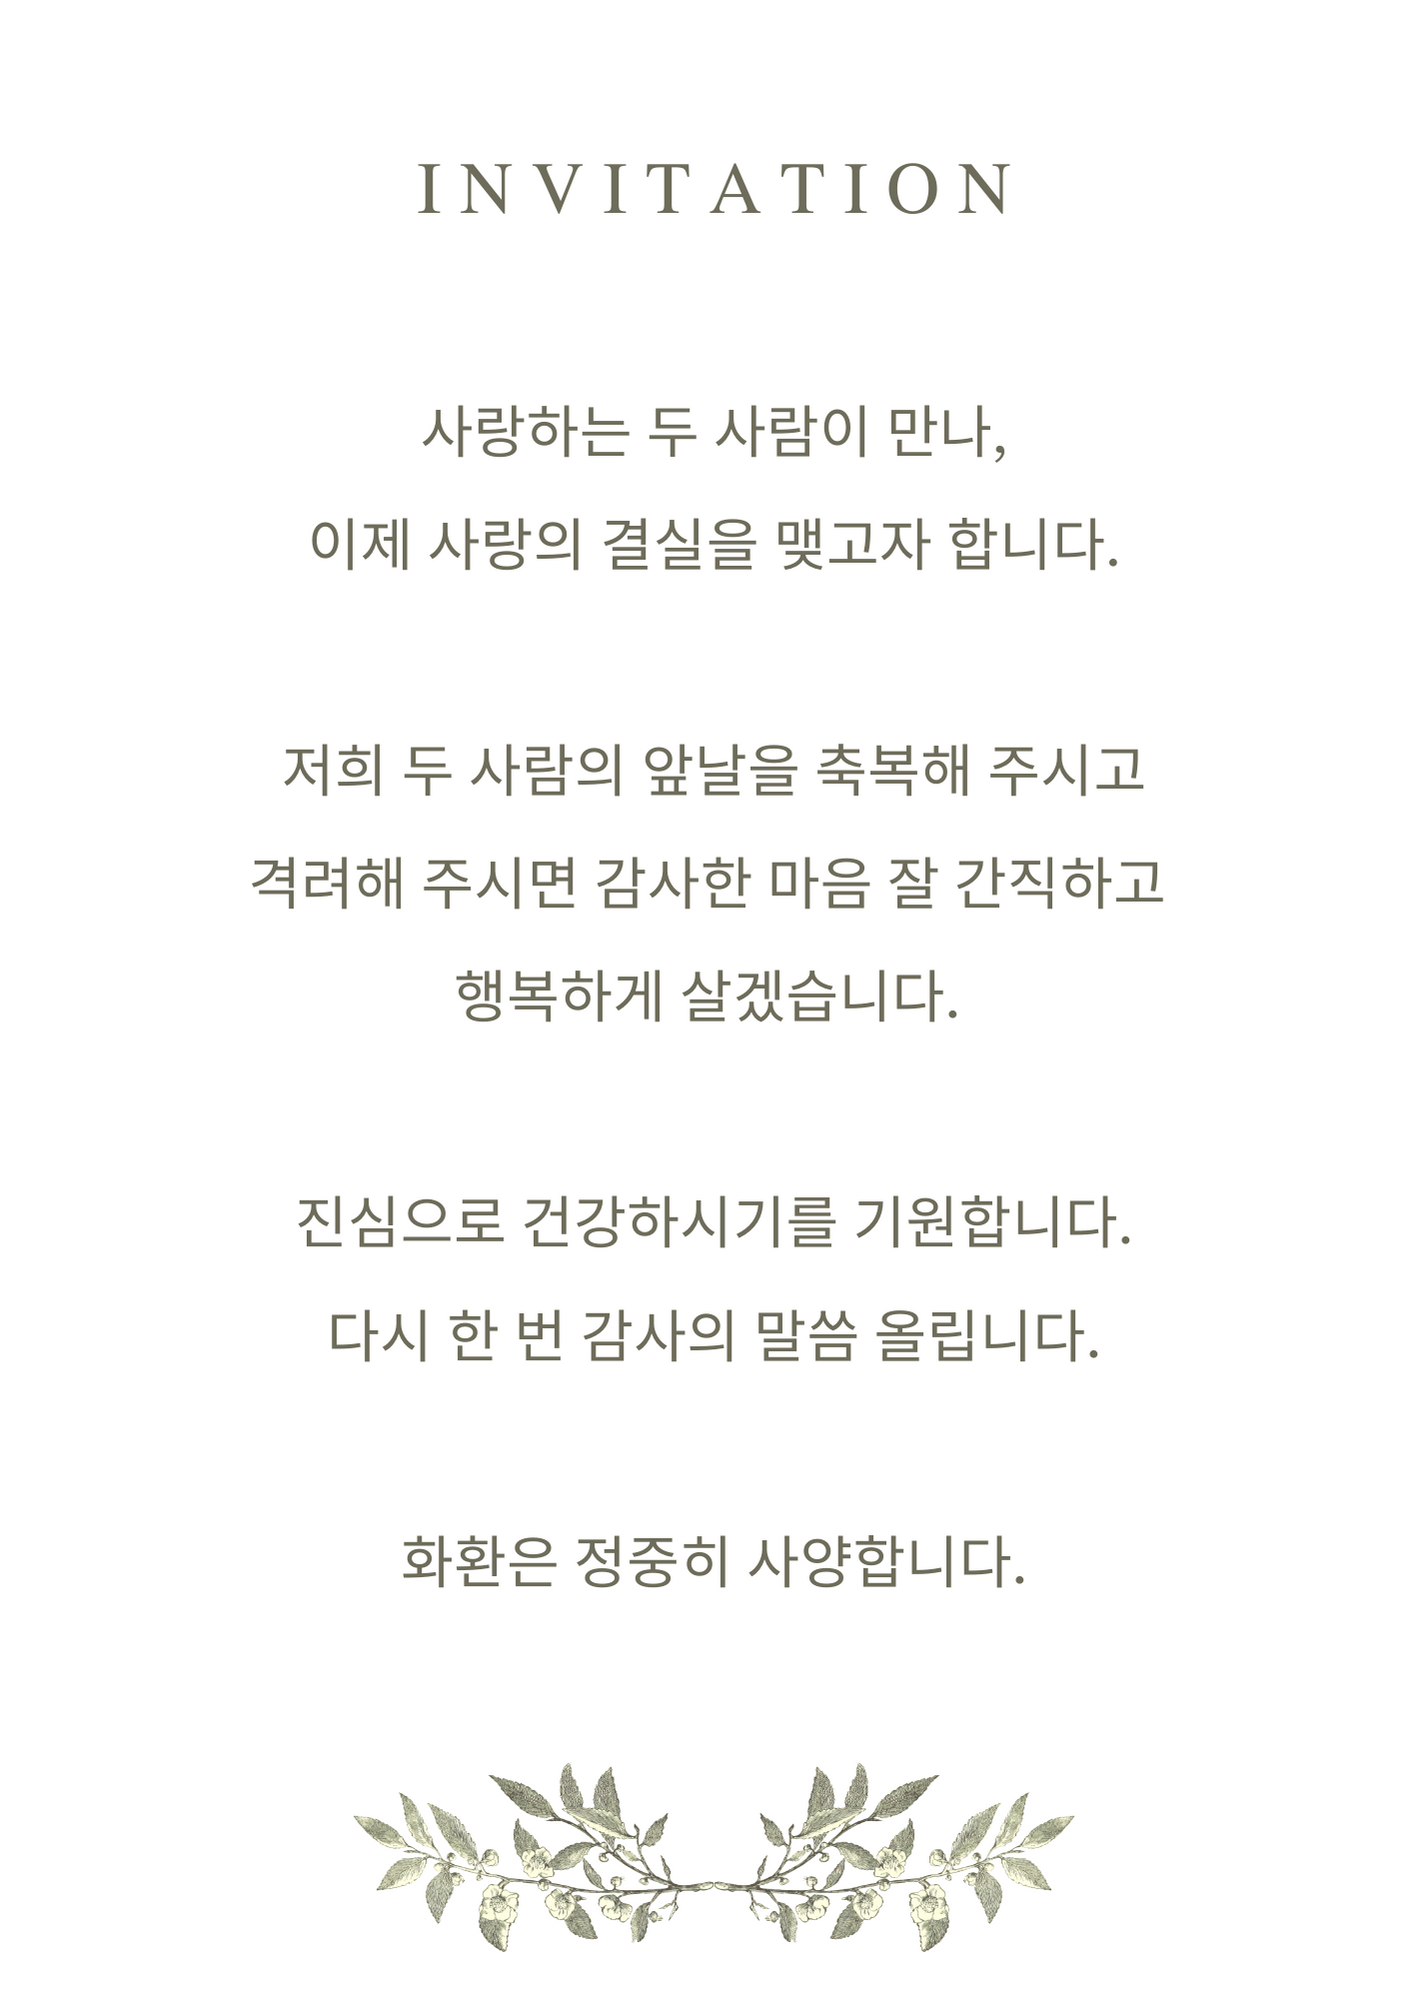 INVITATION
사랑하는 두 사람이 만나,
이제 사랑의 결실을 맺고자 합니다.
저희 두 사람의 앞날을 축복해 주시고
격려해 주시면 감사한 마음 잘 간직하고
행복하게 살겠습니다.
진심으로 건강하시기를 기원합니다.
다시 한 번 감사의 말씀 올립니다.
화환은 정중히 사양합니다.